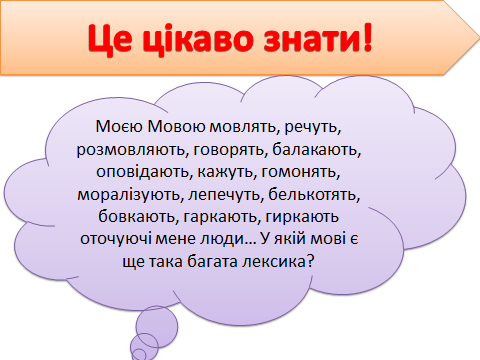 Це цікаво знати!
Моєю Мовою мовлять, речуть,
розмовляють, говорять, балакають,
оповідають, кажуть, гомонять,
моралізують, лепечуть, белькотять,
бовкають, гаркають, гиркають
оточуючі мене люди... У якій мові є
ще така багата лексика?